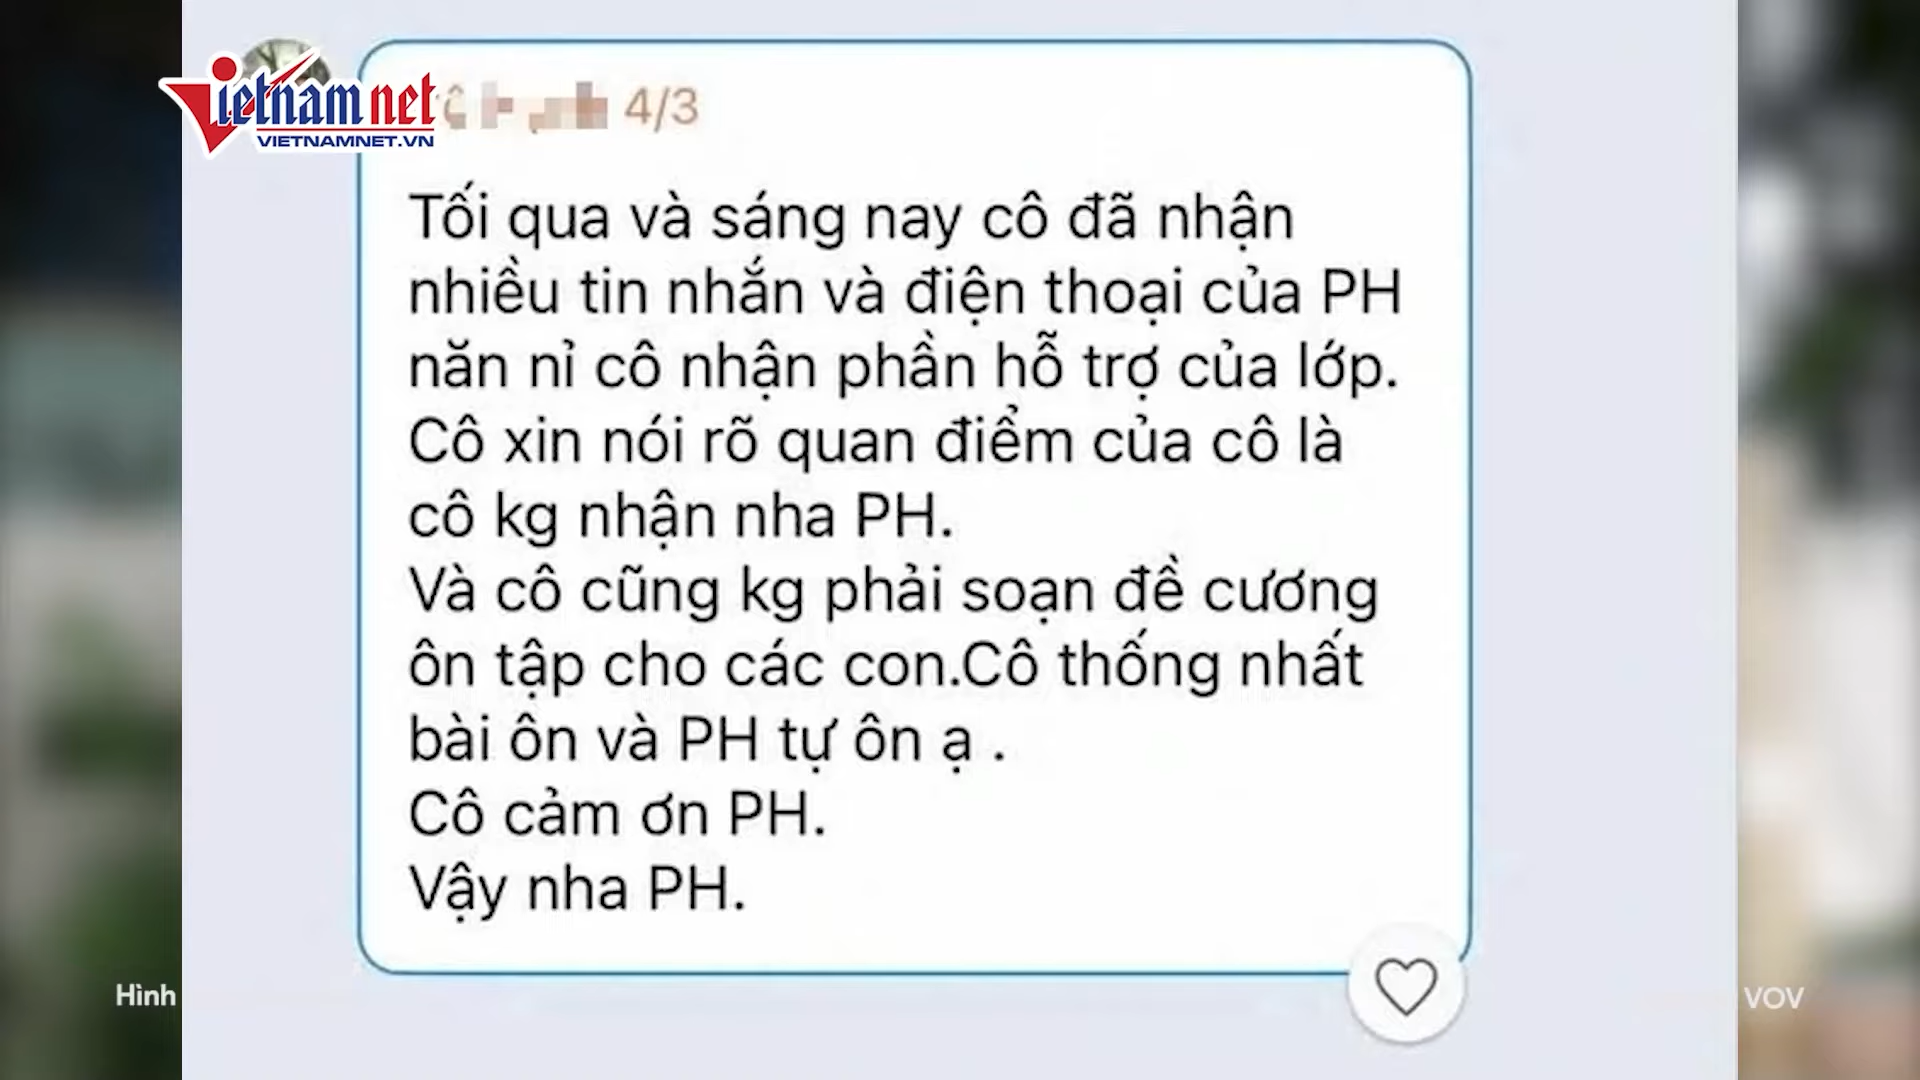 Vietnamnet
VIETNAMNET.VN
4/3
Tối qua và sáng nay cô đã nhận
nhiều tin nhắn và điện thoại của PH
năn nỉ cô nhận phần hỗ trợ của lớp.
Cô xin nói rõ quan điểm của cô là
cô kg nhận nha PH.
Và cô cũng kg phải soạn đề cương
ôn tập cho các con.Cô thống nhất
bài ôn và PH tự ôn ạ .
Cô cảm ơn PH.
Vậy nha PH.
Hình
VOV